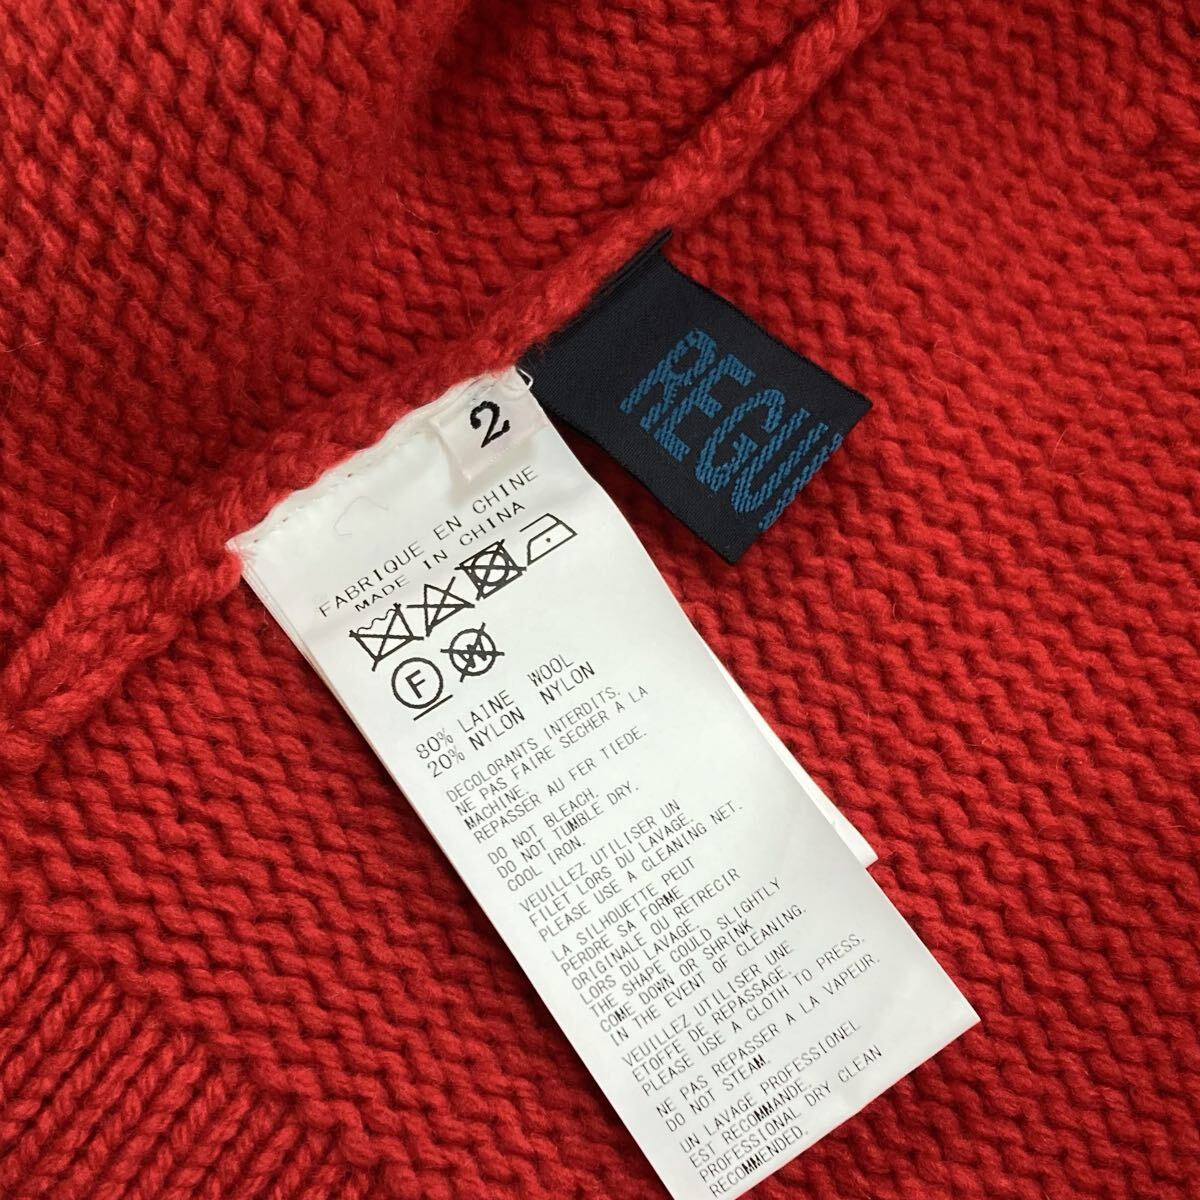 REGU
2
FABRIQUE EN CHINE
MADE IN CHINA
F
W
80% LAINE WOOL
20% NYLON NYLON
DECOLORANTS INTERDITS.
NE PAS FAIRE SECHER A LA
MACHINE.
REPASSER AU FER TIEDE.
DO NOT BLEACH.
DO NOT TUMBLE DRY.
COOL IRON.
VEUILLEZ UTILISER UN
FILET LORS DU LAVAGE.
PLEASE USE A CLEANING NET.
LA SILHOUETTE PEUT
PERDRE SA FORME
ORIGINALE OU RETRECIR
LORS DU LAVAGE.
THE SHAPE COULD SLIGHTLY
COME DOWN OR SHRINK
IN THE EVENT OF CLEANING.
VEUILLEZ UTILISER UNE
ETOFFE DE REPASSAGE.
PLEASE USE A CLOTH TO PRESS.
NE PAS REPASSER A LA VAPEUR.
DO NOT STEAM.
UN LAVAGE PROFESSIONEL
EST RECOMMANDE.
PROFESSIONAL DRY CLEAN
RECOMMENDED.